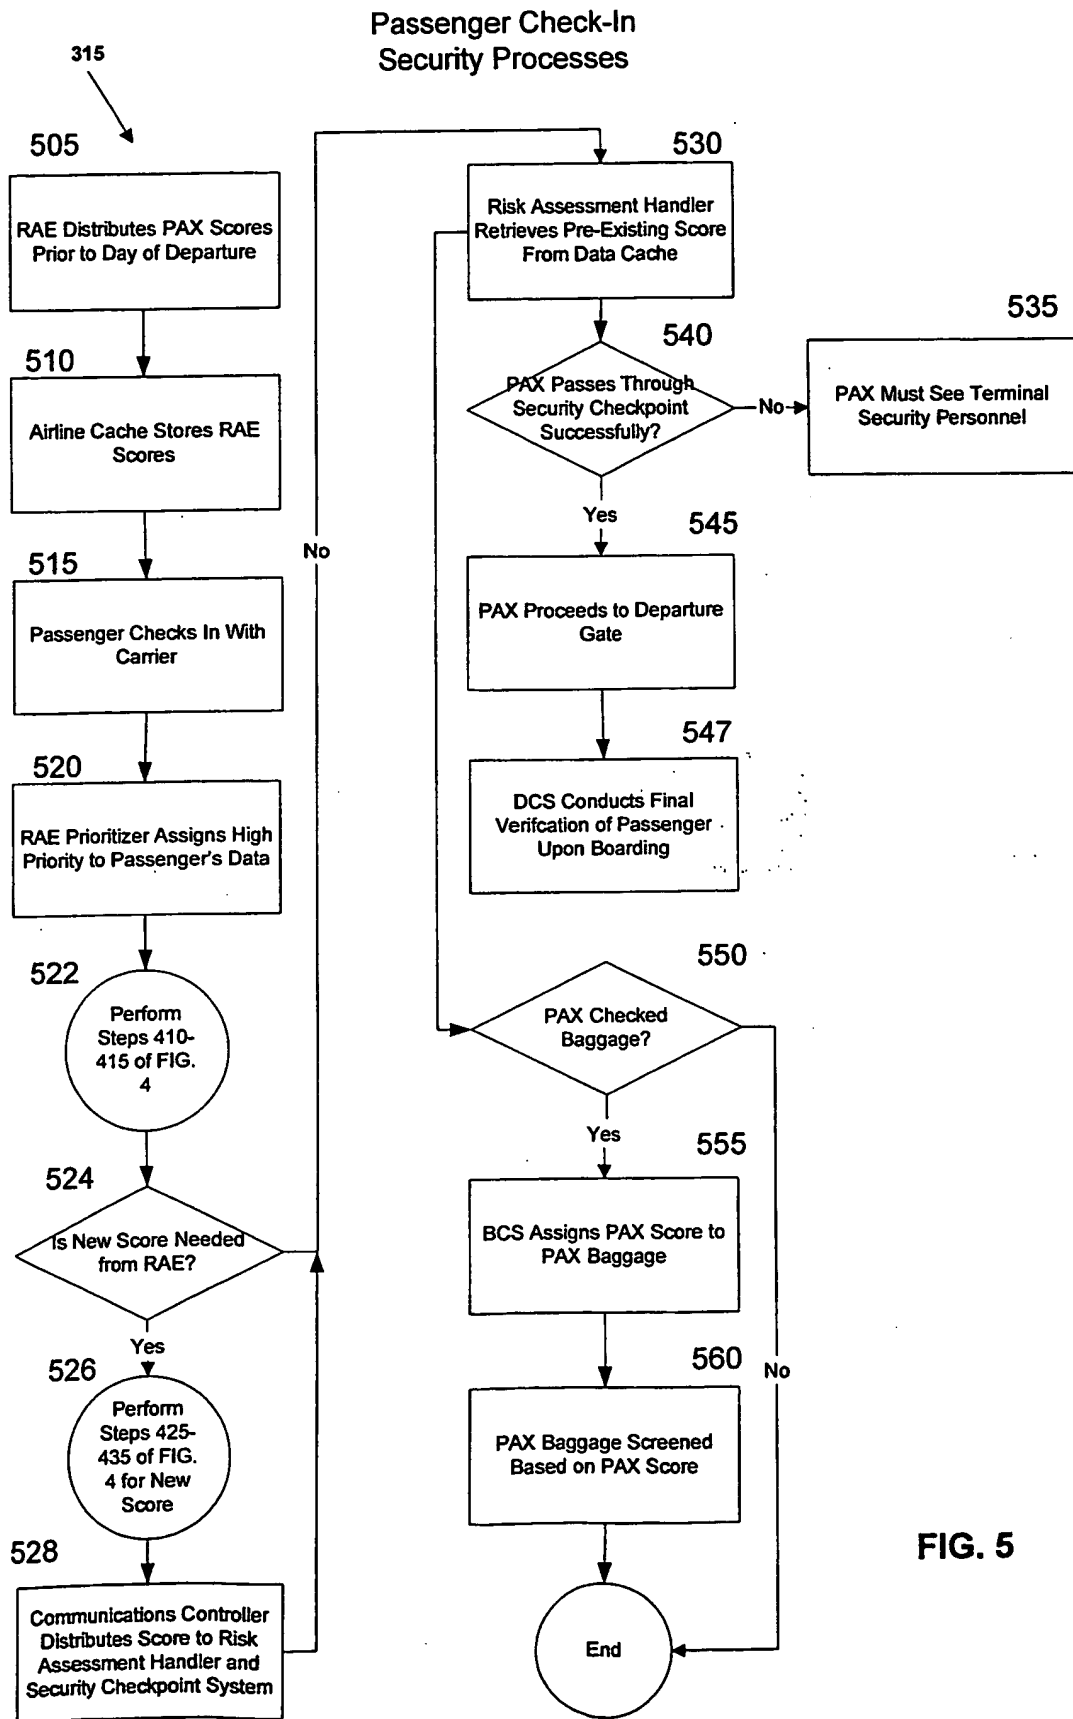 Passenger Check-In
Security Processes
315
505
RAE Distributes PAX Scores
Prior to Day of Departure
510
Airline Cache Stores RAE
Scores
515
Passenger Checks In With
Carrier
520
RAE Prioritizer Assigns High
Priority to Passenger's Data
522
Perform
Steps 410-
415 of FIG.
4
524
Is New Score Needed
from RAE?
Yes
No
526
Perform
Steps 425-
435 of FIG.
4 for New
Score
528
Communications Controller
Distributes Score to Risk
Assessment Handler and
Security Checkpoint System
530
Risk Assessment Handler
Retrieves Pre-Existing Score
From Data Cache
540
PAX Passes Through
Security Checkpoint
Successfully?
No
535
PAX Must See Terminal
Security Personnel
Yes
545
PAX Proceeds to Departure
Gate
547
DCS Conducts Final
Verifcation of Passenger
Upon Boarding
550
PAX Checked
Baggage?
Yes
No
555
BCS Assigns PAX Score to
PAX Baggage
560
PAX Baggage Screened
Based on PAX Score
End
FIG. 5